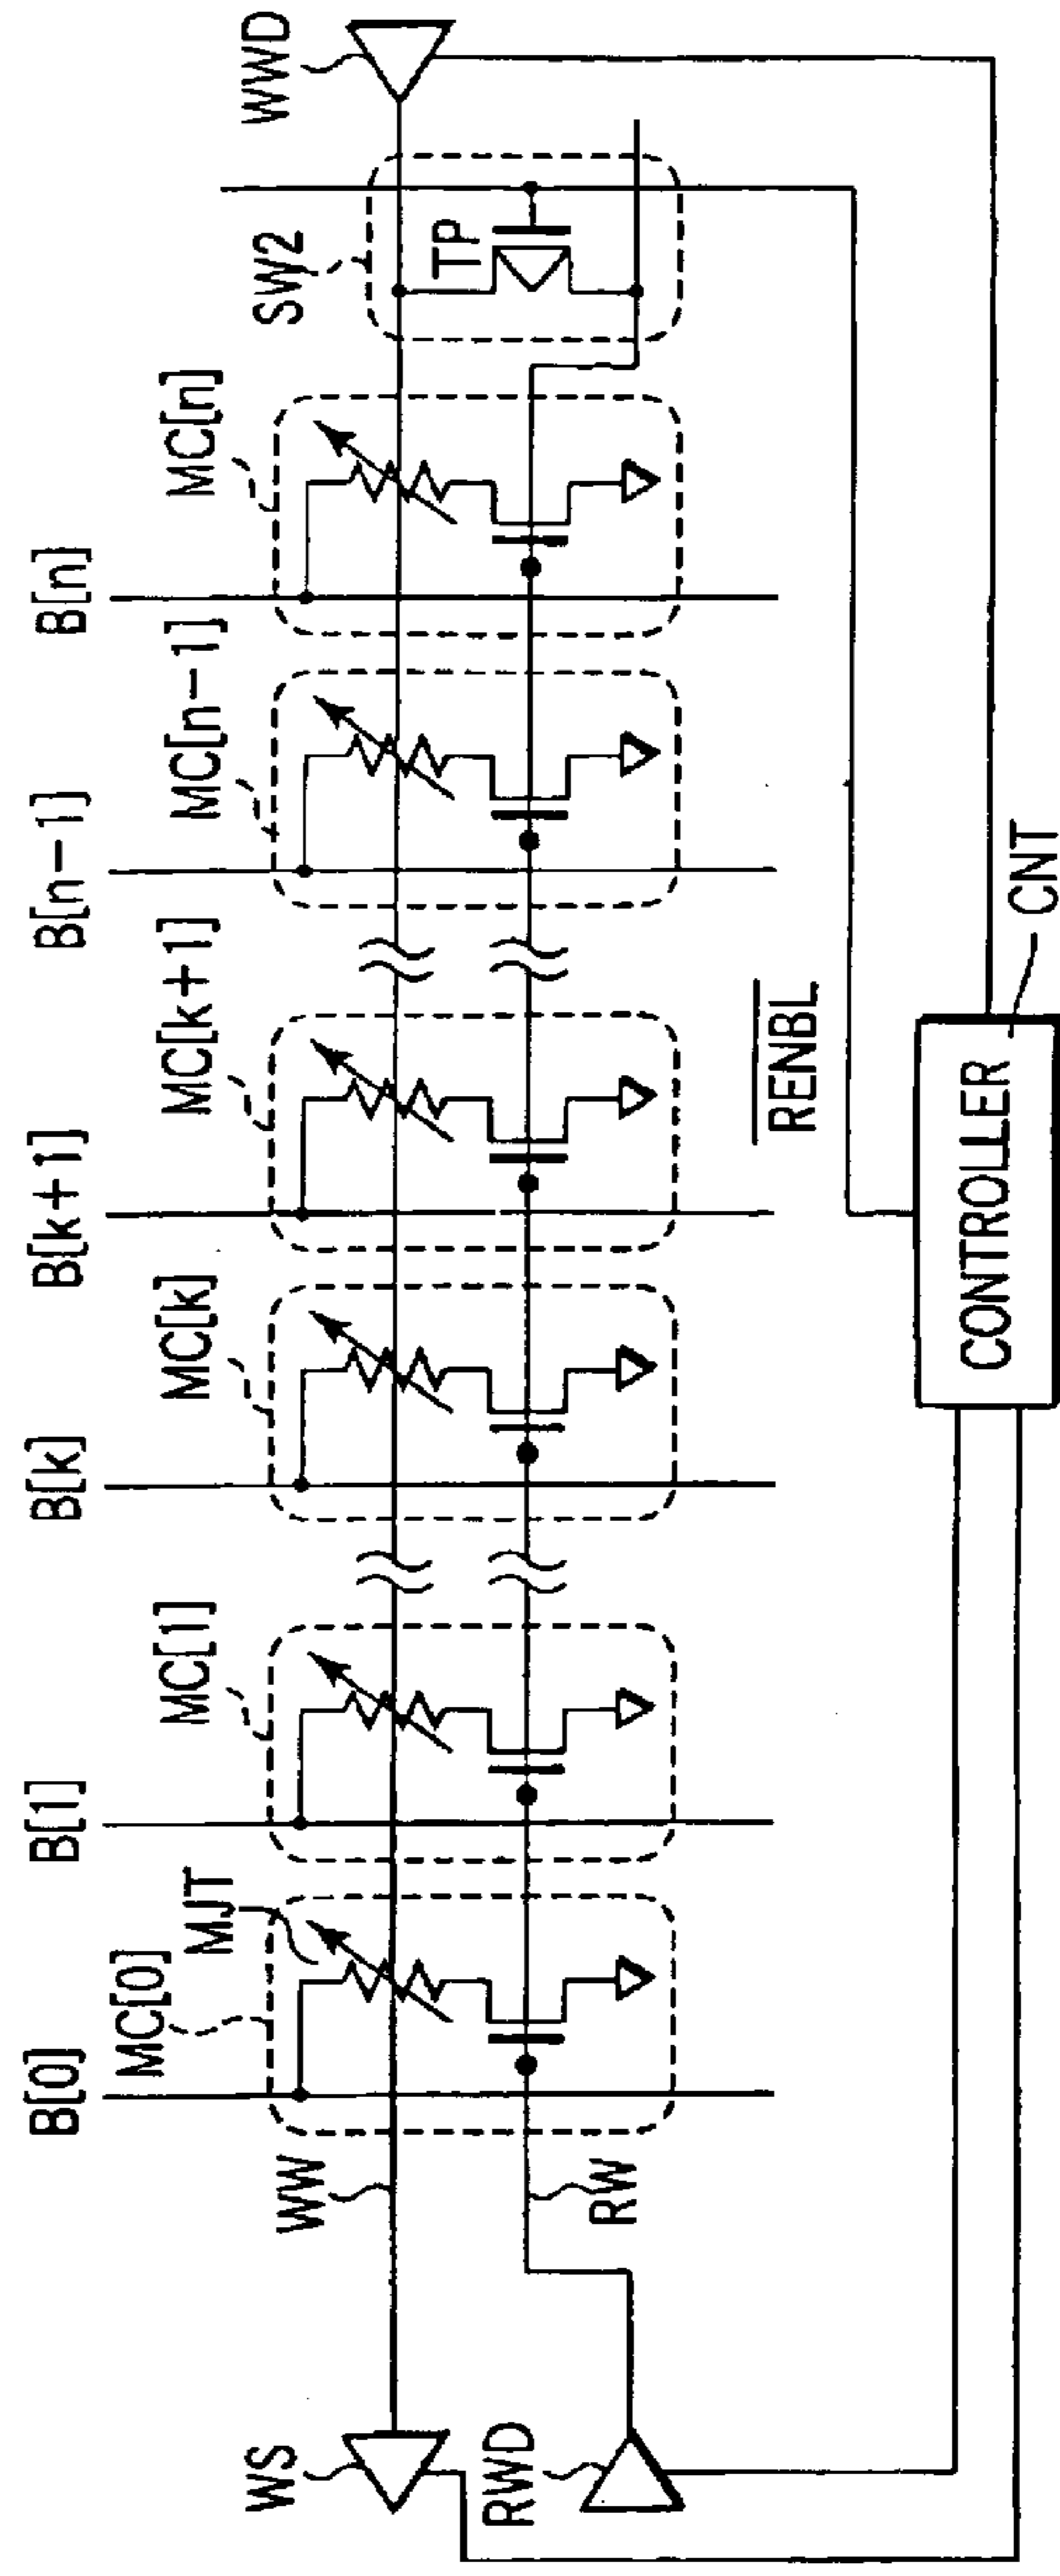 B[0]
B[1]
B[k]
B[k+1]
B[n-1]
B[n]
MC[0]
MJT
MC[1]
MC[k]
MC[k+1]
MC[n-1]
MC[n]
SW2
WWD
WS
WW
TP
RWD
RW
RENBL
CONTROLLER
CNT